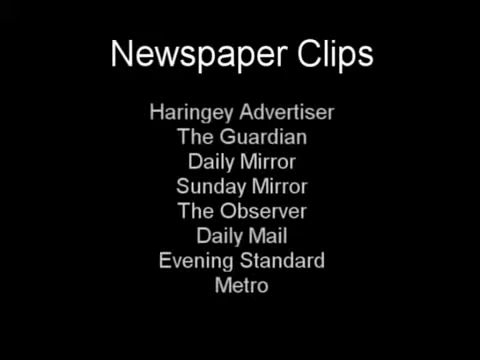 Newspaper Clips
Haringey Advertiser
The Guardian
Daily Mirror
Sunday Mirror
The Observer
Daily Mail
Evening Standard
Metro